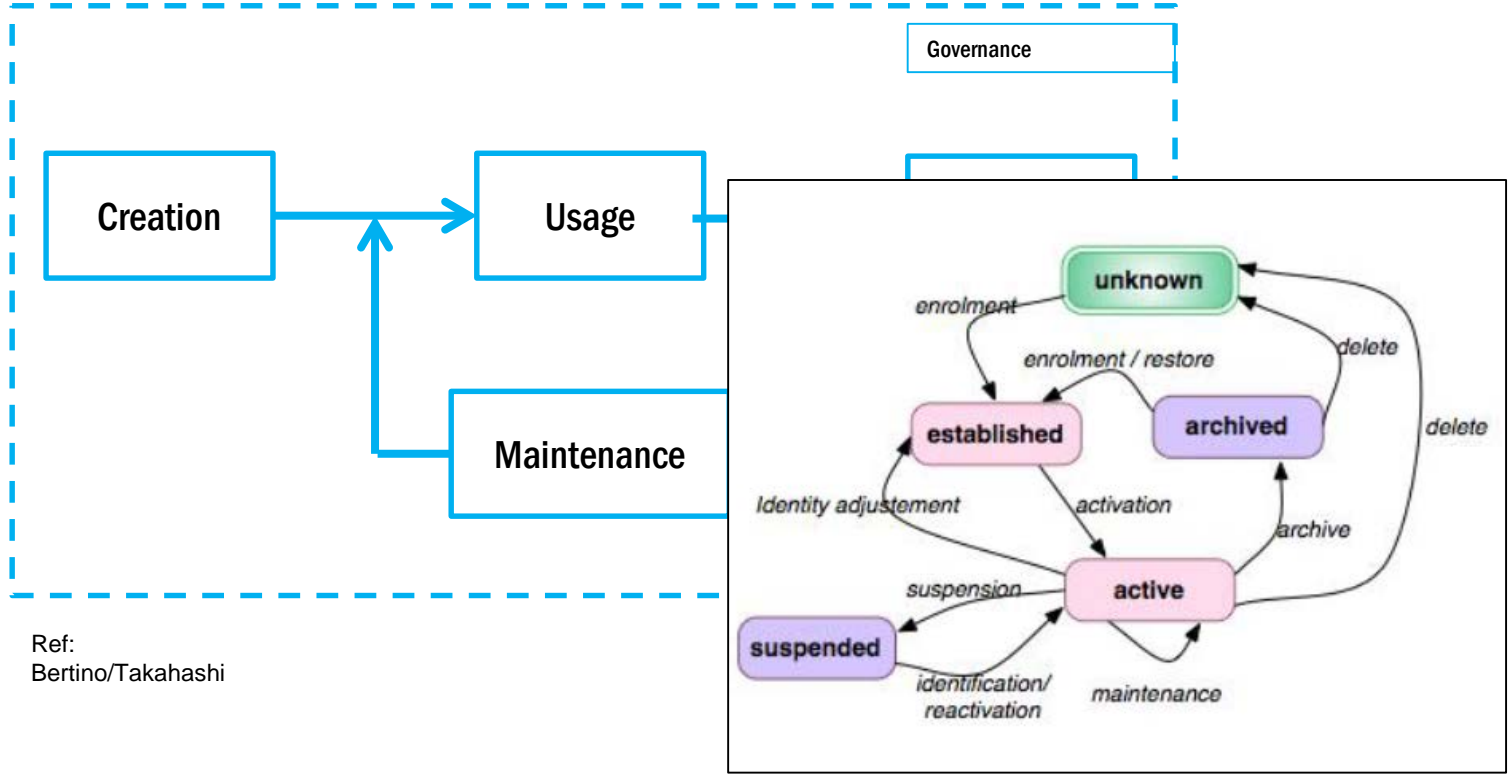 Governance
Creation
Usage
Maintenance
Ref:
Bertino/Takahashi
unknown
enrolment
enrolment / restore
delete
established
archived
delete
Identity adjustement
activation
archive
suspension
active
suspended
identification/
reactivation
maintenance